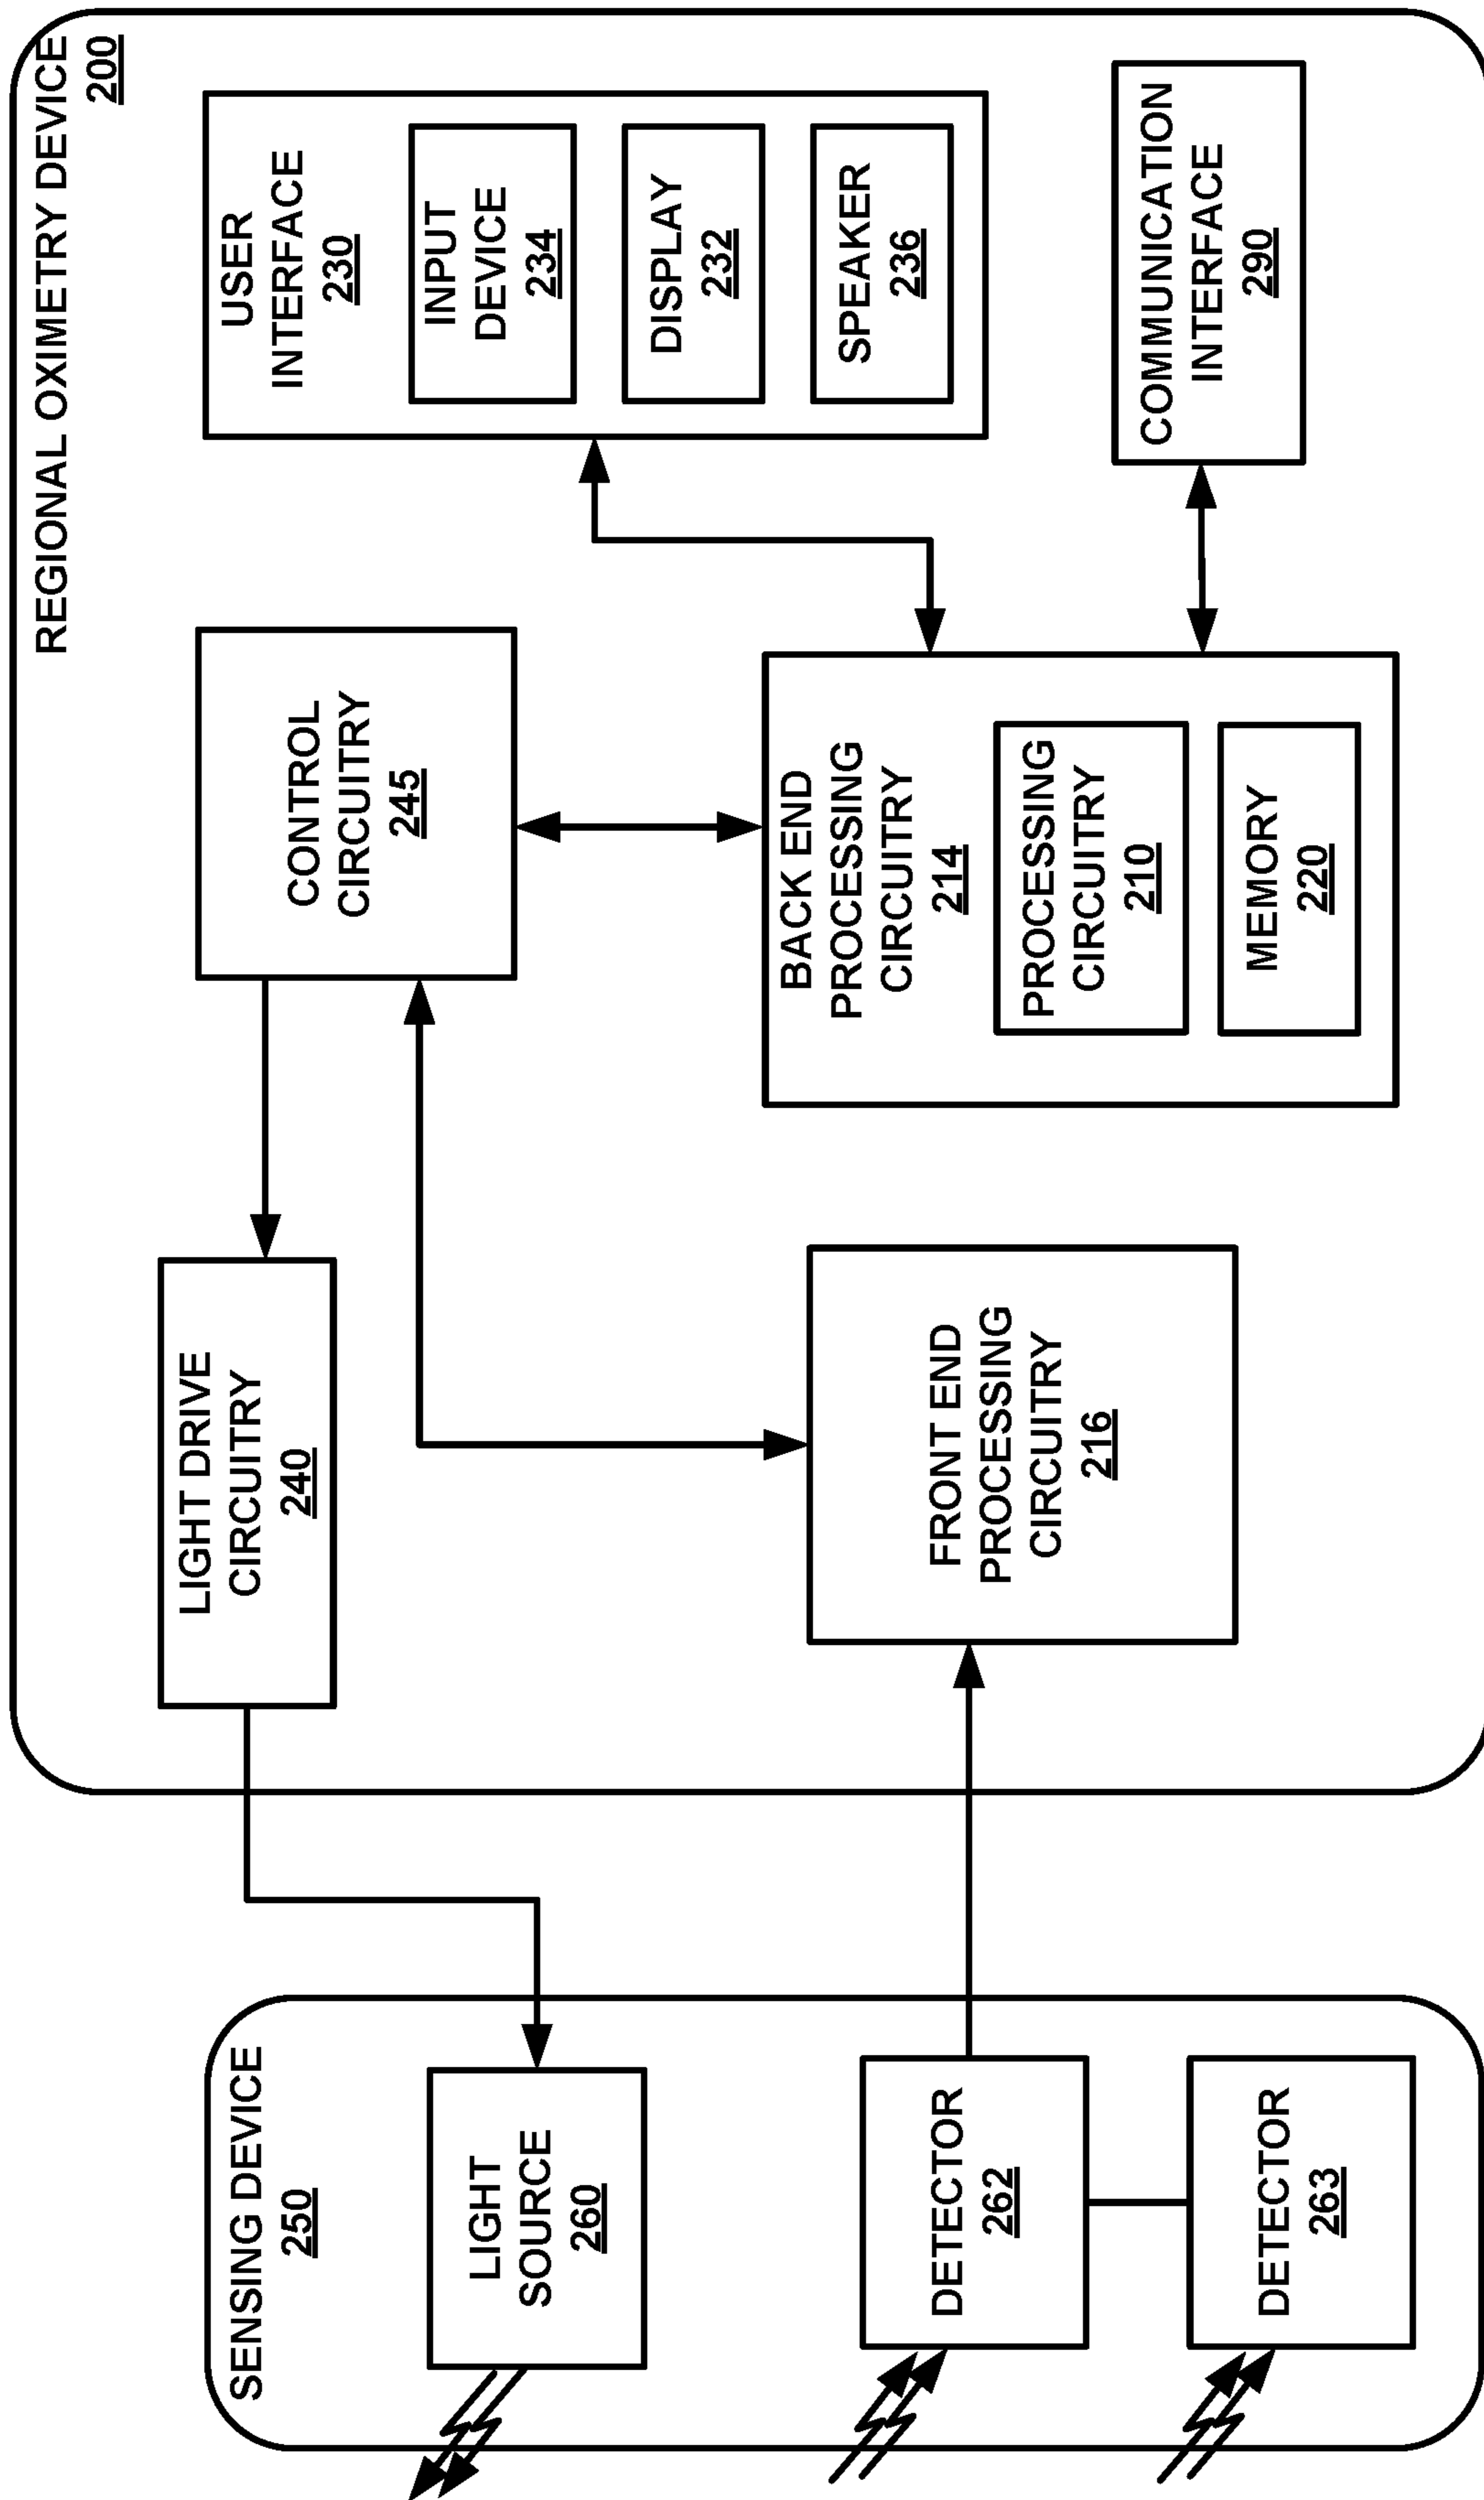 REGIONAL OXIMETRY DEVICE
200
SENSING DEVICE
250
LIGHT
SOURCE
260
DETECTOR
262
DETECTOR
263
LIGHT DRIVE
CIRCUITRY
240
FRONT END
PROCESSING
CIRCUITRY
216
CONTROL
CIRCUITRY
245
BACK END
PROCESSING
CIRCUITRY
214
PROCESSING
CIRCUITRY
210
MEMORY
220
USER
INTERFACE
230
INPUT
DEVICE
234
DISPLAY
232
SPEAKER
236
COMMUNICATION
INTERFACE
290